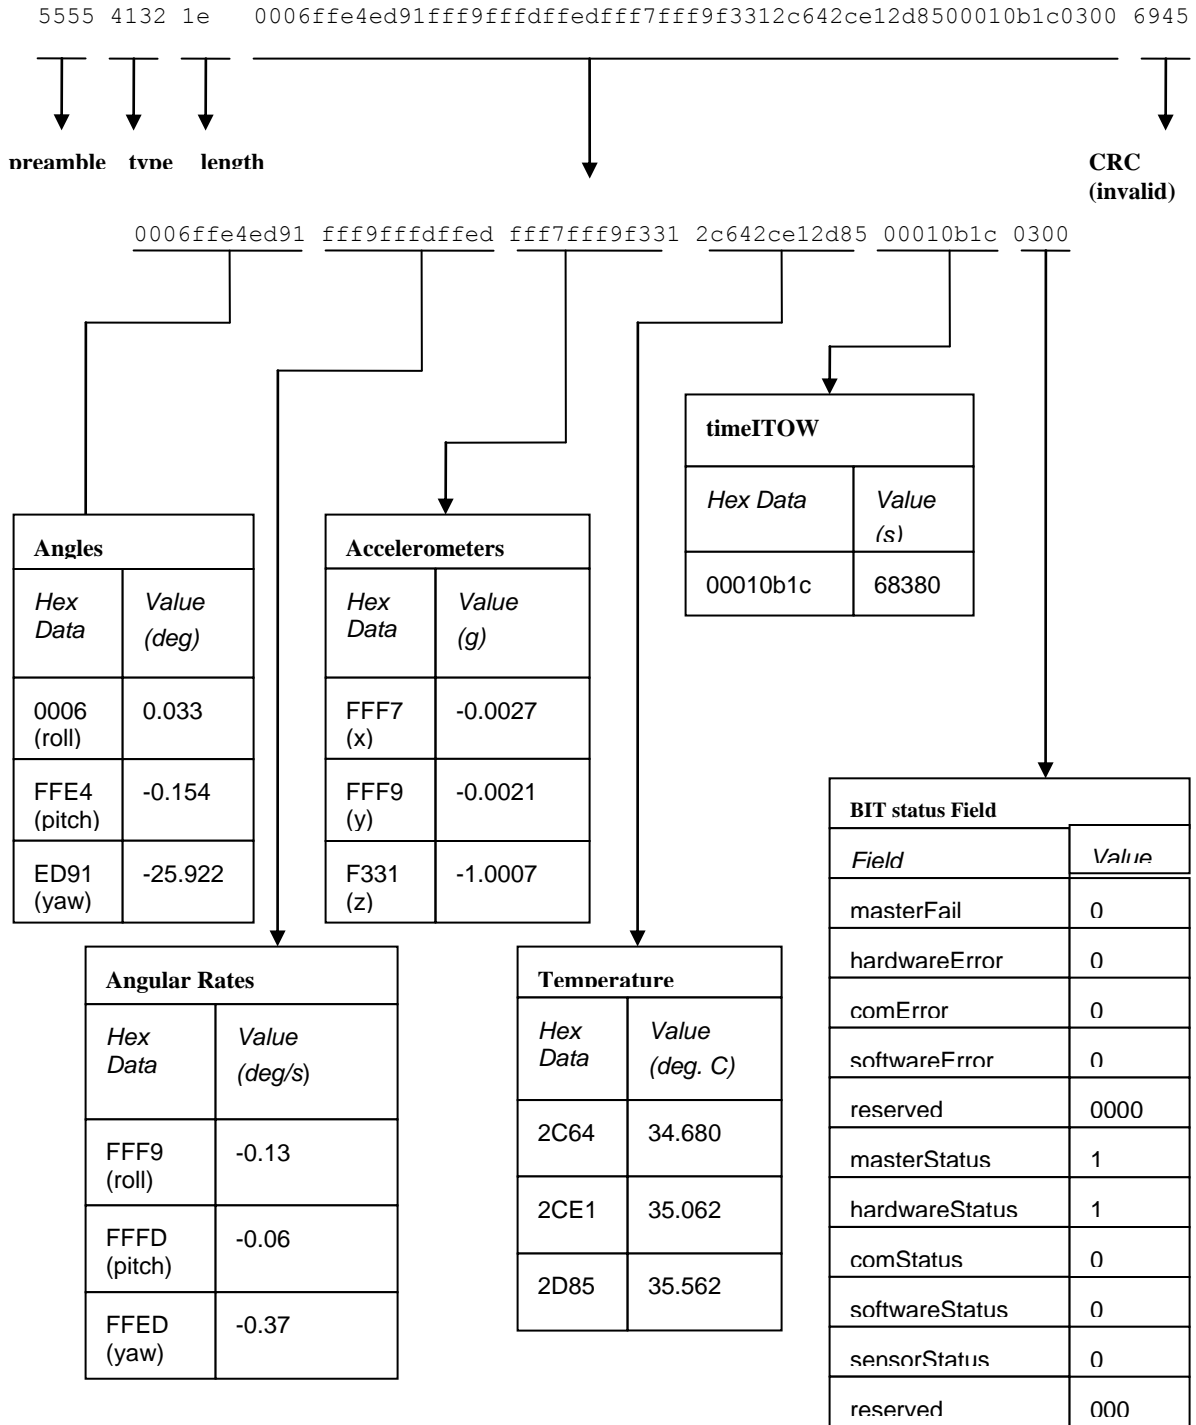 5555 4132 1e 0006ffe4ed91fff9fffdffedfff7fff9f3312c642ce12d8500010b1c0300 6945
preamble type length
CRC
(invalid)
0006ffe4ed91 fff9fffdffed fff7fff9f331 2c642ce12d85 00010b1c 0300
timeITOW
Hex Data Value
(s)
00010b1c 68380
Angles
Hex
Data
Value
(deg)
0006
(roll)
0.033
FFE4
(pitch)
-0.154
ED91
(yaw)
-25.922
Accelerometers
Hex
Data
Value
(g)
FFF7
(x)
-0.0027
FFF9
(y)
-0.0021
F331
(z)
-1.0007
Angular Rates
Hex
Data
Value
(deg/s)
FFF9
(roll)
-0.13
FFFD
(pitch)
-0.06
FFED
(yaw)
-0.37
Temperature
Hex
Data
Value
(deg. C)
2C64 34.680
2CE1 35.062
2D85 35.562
BIT status Field
Field Value
masterFail 0
hardwareError 0
comError 0
softwareError 0
reserved 0000
masterStatus 1
hardwareStatus 1
comStatus 0
softwareStatus 0
sensorStatus 0
reserved 000